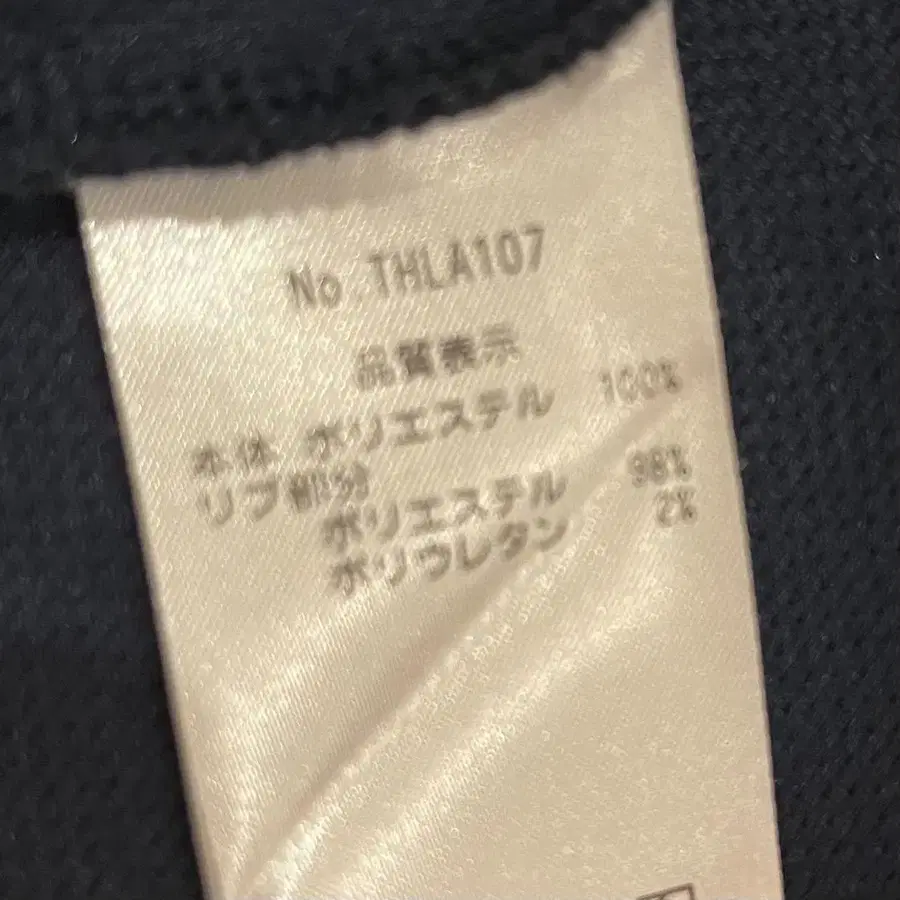 No. THLA107
品質表示
本体 ポリエステル 100%
リブ部分
ポリエステル 98%
ポリウレタン 2%